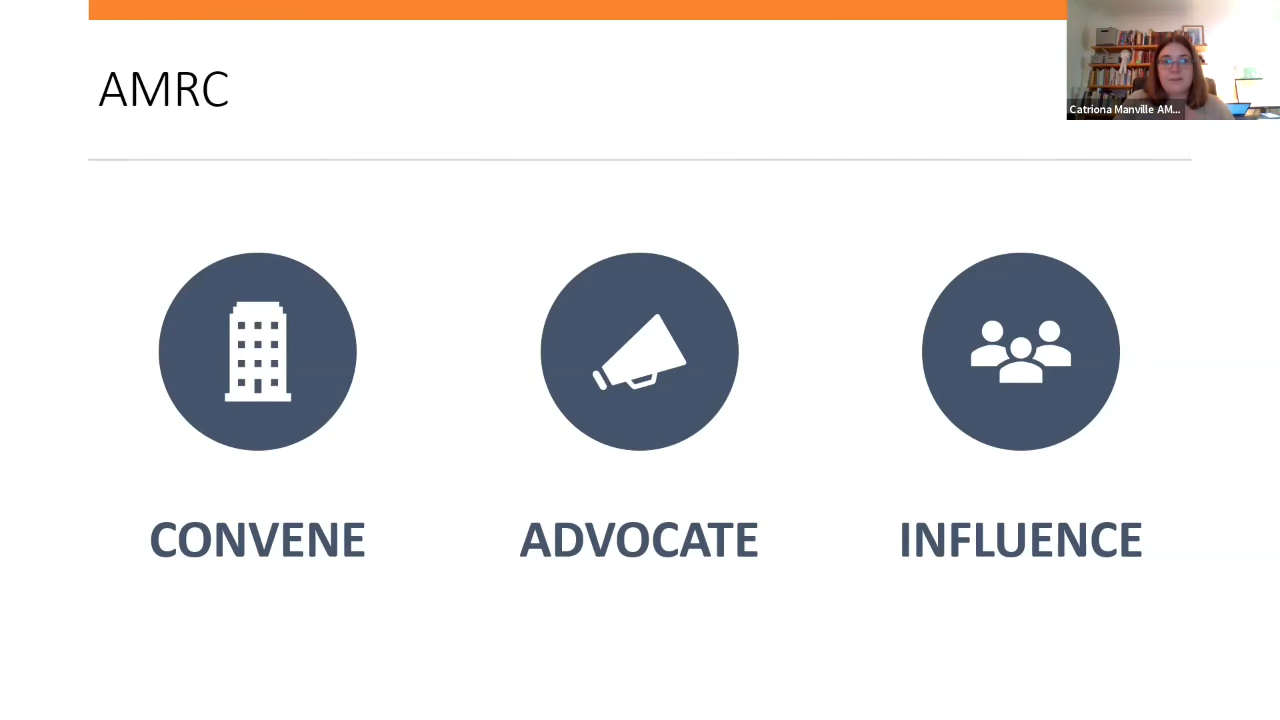 AMRC
Catriona Manville AM...
CONVENE
ADVOCATE
INFLUENCE